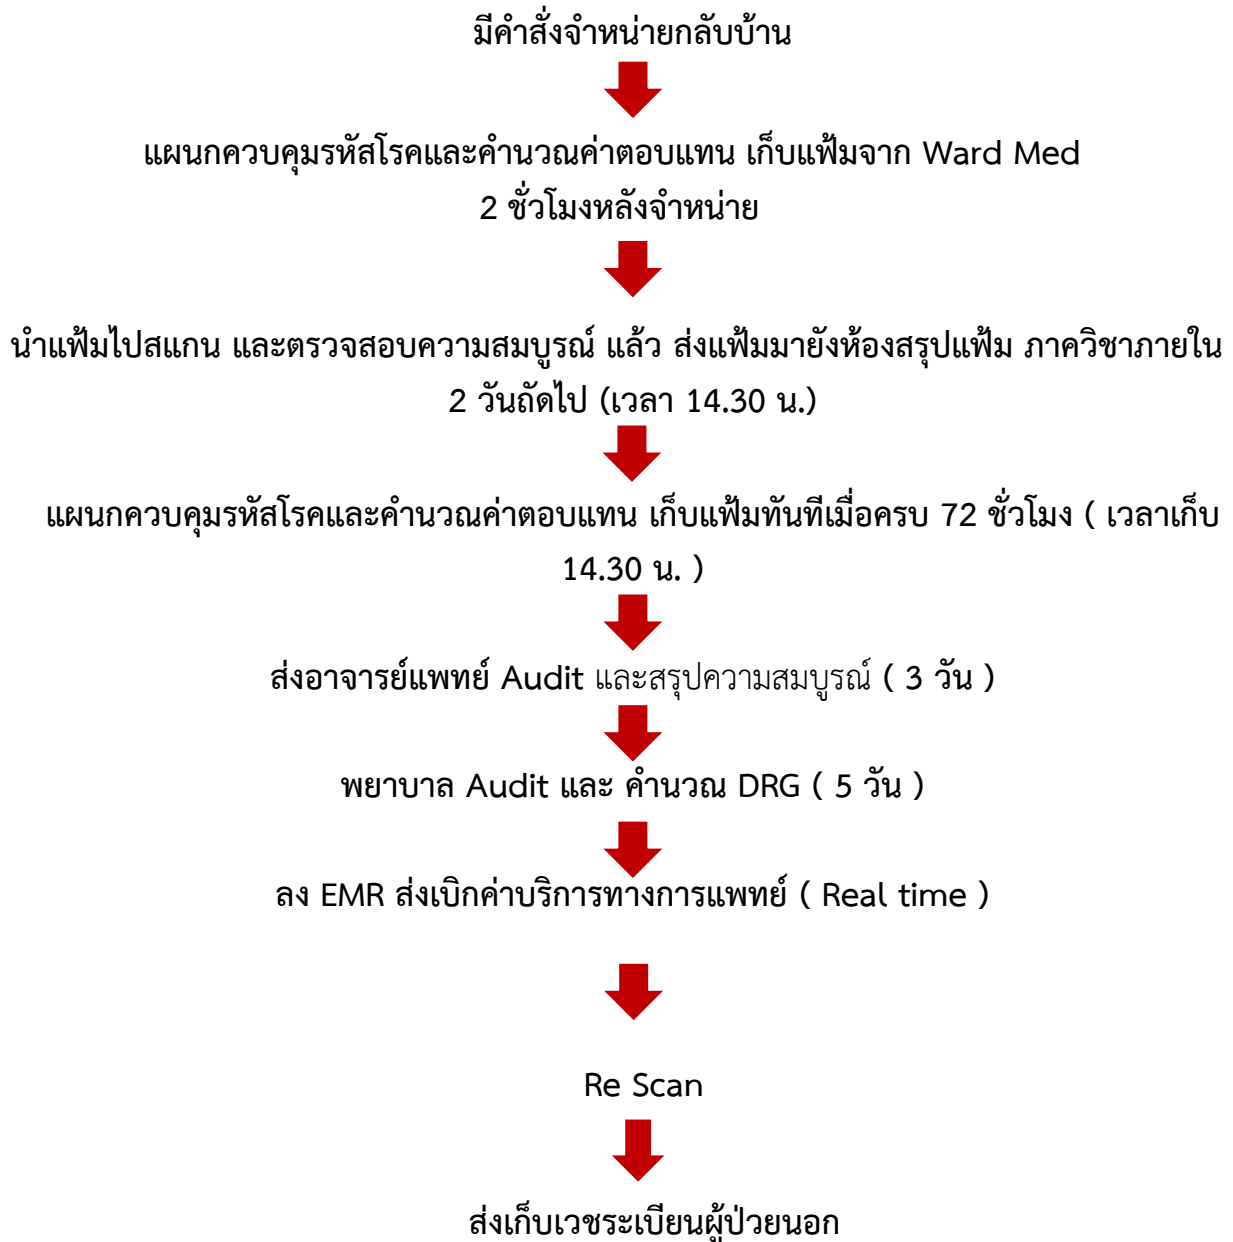 มีคำสั่งจำหน่ายกลับบ้าน
แผนกควบคุมรหัสโรคและคำนวณค่าตอบแทน เก็บแฟ้มจาก Ward Med
2 ชั่วโมงหลังจำหน่าย
นำแฟ้มไปสแกน และตรวจสอบความสมบูรณ์ แล้ว ส่งแฟ้มมายังห้องสรุปแฟ้ม ภาควิชาภายใน
2 วันถัดไป (เวลา 14.30 น.)
แผนกควบคุมรหัสโรคและคำนวณค่าตอบแทน เก็บแฟ้มทันทีเมื่อครบ 72 ชั่วโมง ( เวลาเก็บ
14.30 น. )
ส่งอาจารย์แพทย์ Audit และสรุปความสมบูรณ์ ( 3 วัน )
พยาบาล Audit และ คำนวณ DRG ( 5 วัน )
ลง EMR ส่งเบิกค่าบริการทางการแพทย์ ( Real time )
Re Scan
ส่งเก็บเวชระเบียนผู้ป่วยนอก